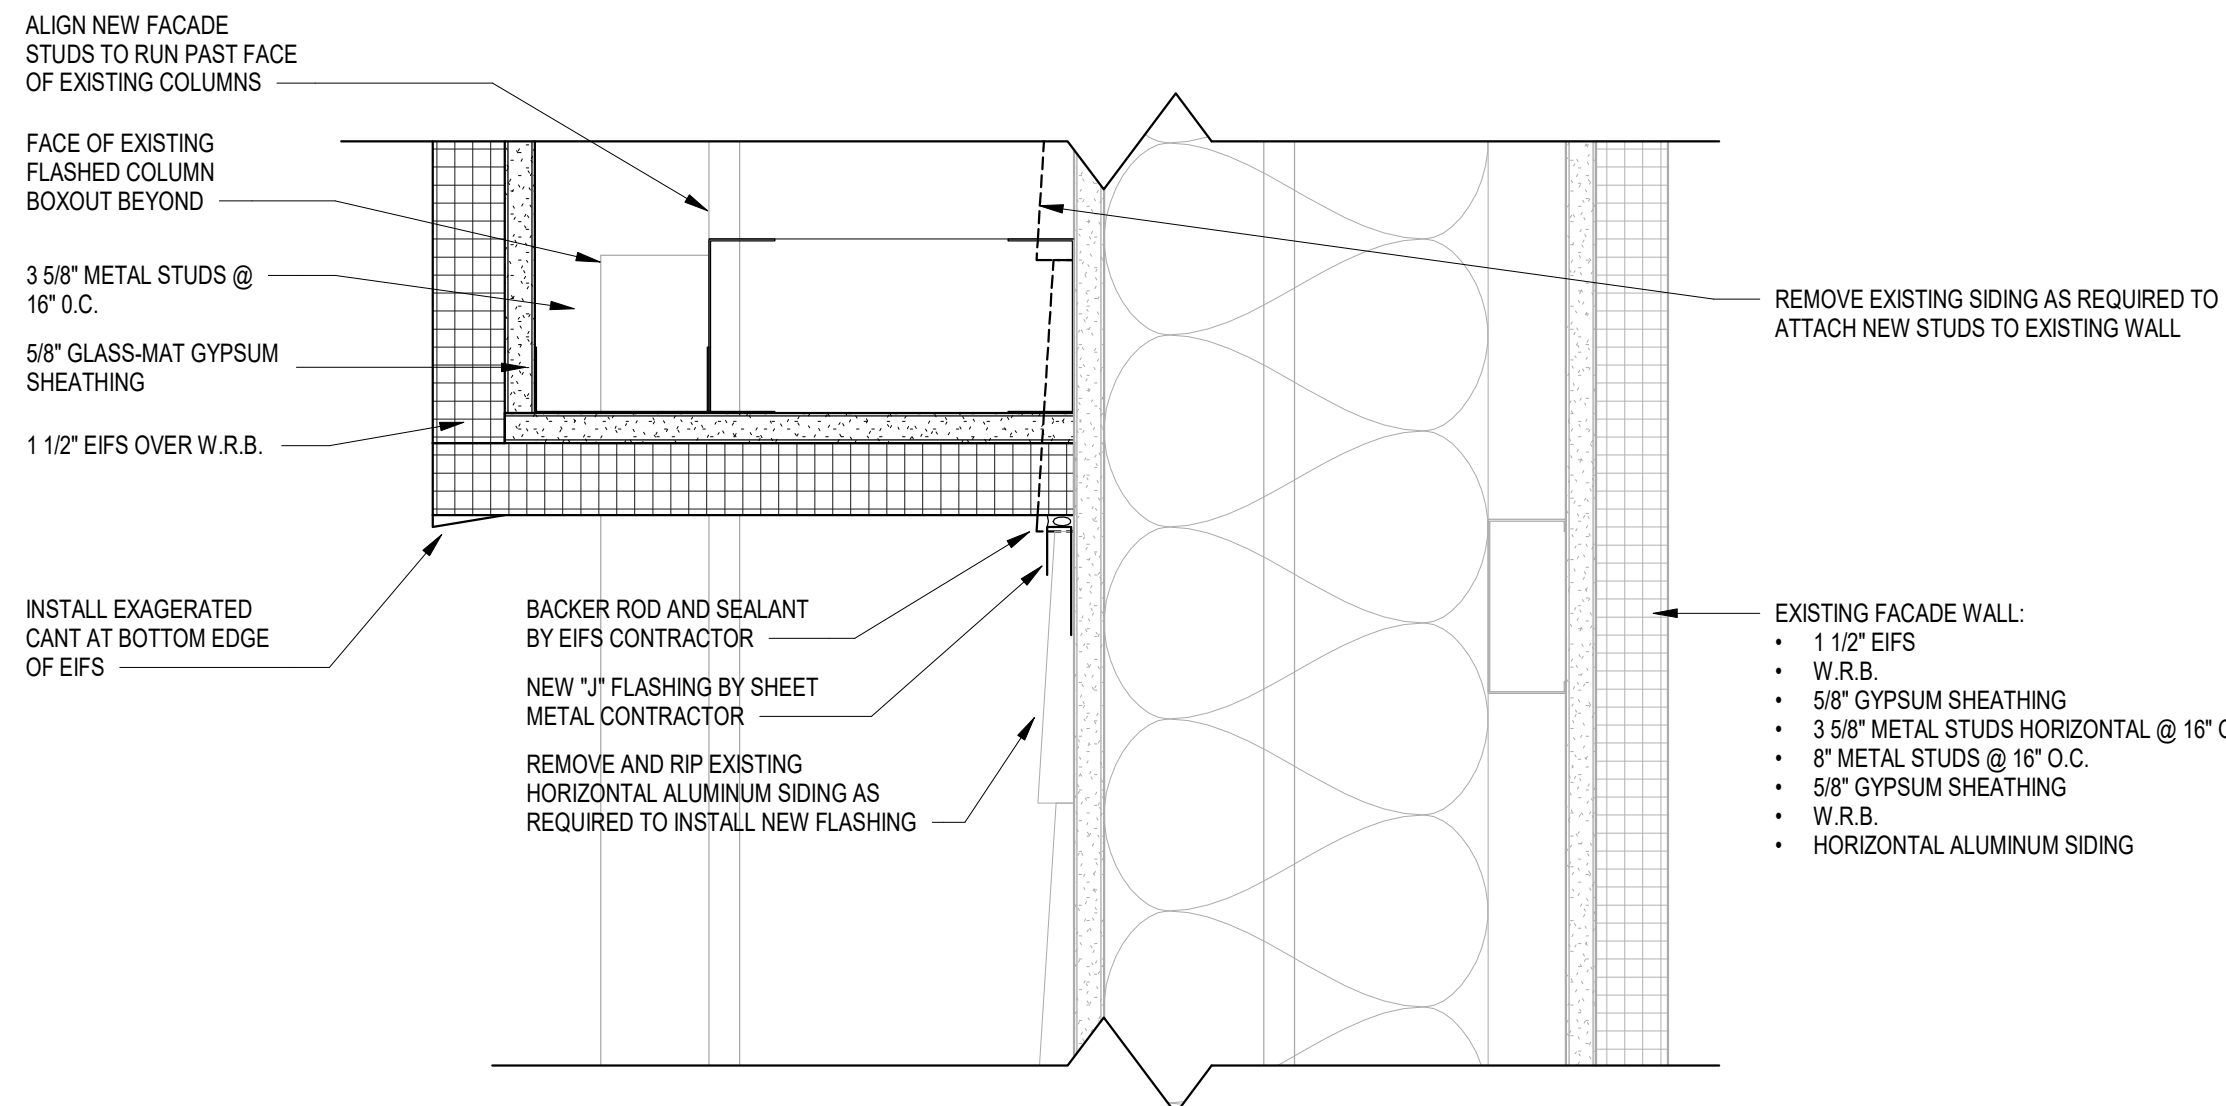 ALIGN NEW FACADE
STUDS TO RUN PAST FACE
OF EXISTING COLUMNS
FACE OF EXISTING
FLASHED COLUMN
BOXOUT BEYOND
3 5/8" METAL STUDS @
16" O.C.
5/8" GLASS-MAT GYPSUM
SHEATHING
1 1/2" EIFS OVER W.R.B.
INSTALL EXAGERATED
CANT AT BOTTOM EDGE
OF EIFS
BACKER ROD AND SEALANT
BY EIFS CONTRACTOR
NEW "J" FLASHING BY SHEET
METAL CONTRACTOR
REMOVE AND RIP EXISTING
HORIZONTAL ALUMINUM SIDING AS
REQUIRED TO INSTALL NEW FLASHING
REMOVE EXISTING SIDING AS REQUIRED TO
ATTACH NEW STUDS TO EXISTING WALL
EXISTING FACADE WALL:
• 1 1/2" EIFS
• W.R.B.
• 5/8" GYPSUM SHEATHING
• 3 5/8" METAL STUDS HORIZONTAL @ 16"
• 8" METAL STUDS @ 16" O.C.
• 5/8" GYPSUM SHEATHING
• W.R.B.
• HORIZONTAL ALUMINUM SIDING